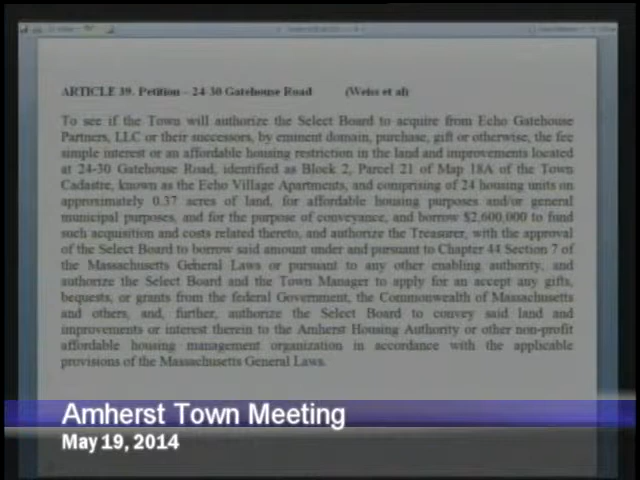 ARTICLE 39. Petition – 24-30 Gatehouse Road (Weiss et al)
To see if the Town will authorize the Select Board to acquire from Echo Gatehouse
Partners, LLC or their successors, by eminent domain, purchase, gift or otherwise, the fee
simple interest or an affordable housing restriction in the land and improvements located
at 24-30 Gatehouse Road, identified as Block 2, Parcel 21 of Map 18A of the Town
Cadastre, known as the Echo Village Apartments, and comprising of 24 housing units on
approximately 0.37 acres of land, for affordable housing purposes and/or general
municipal purposes, and for the purpose of conveyance, and borrow $2,600,000 to fund
such acquisition and costs related thereto, and authorize the Treasurer, with the approval
of the Select Board to borrow said amount under and pursuant to Chapter 44 Section 7 of
the Massachusetts General Laws or pursuant to any other enabling authority, and
authorize the Select Board and the Town Manager to apply for an accept any gifts,
bequests, or grants from the federal Government, the Commonwealth of Massachusetts
and others, and, further, authorize the Select Board to convey said land and
improvements or interest therein to the Amherst Housing Authority or other non-profit
affordable housing management organization in accordance with the applicable
provisions of the Massachusetts General Laws.
Amherst Town Meeting
May 19, 2014